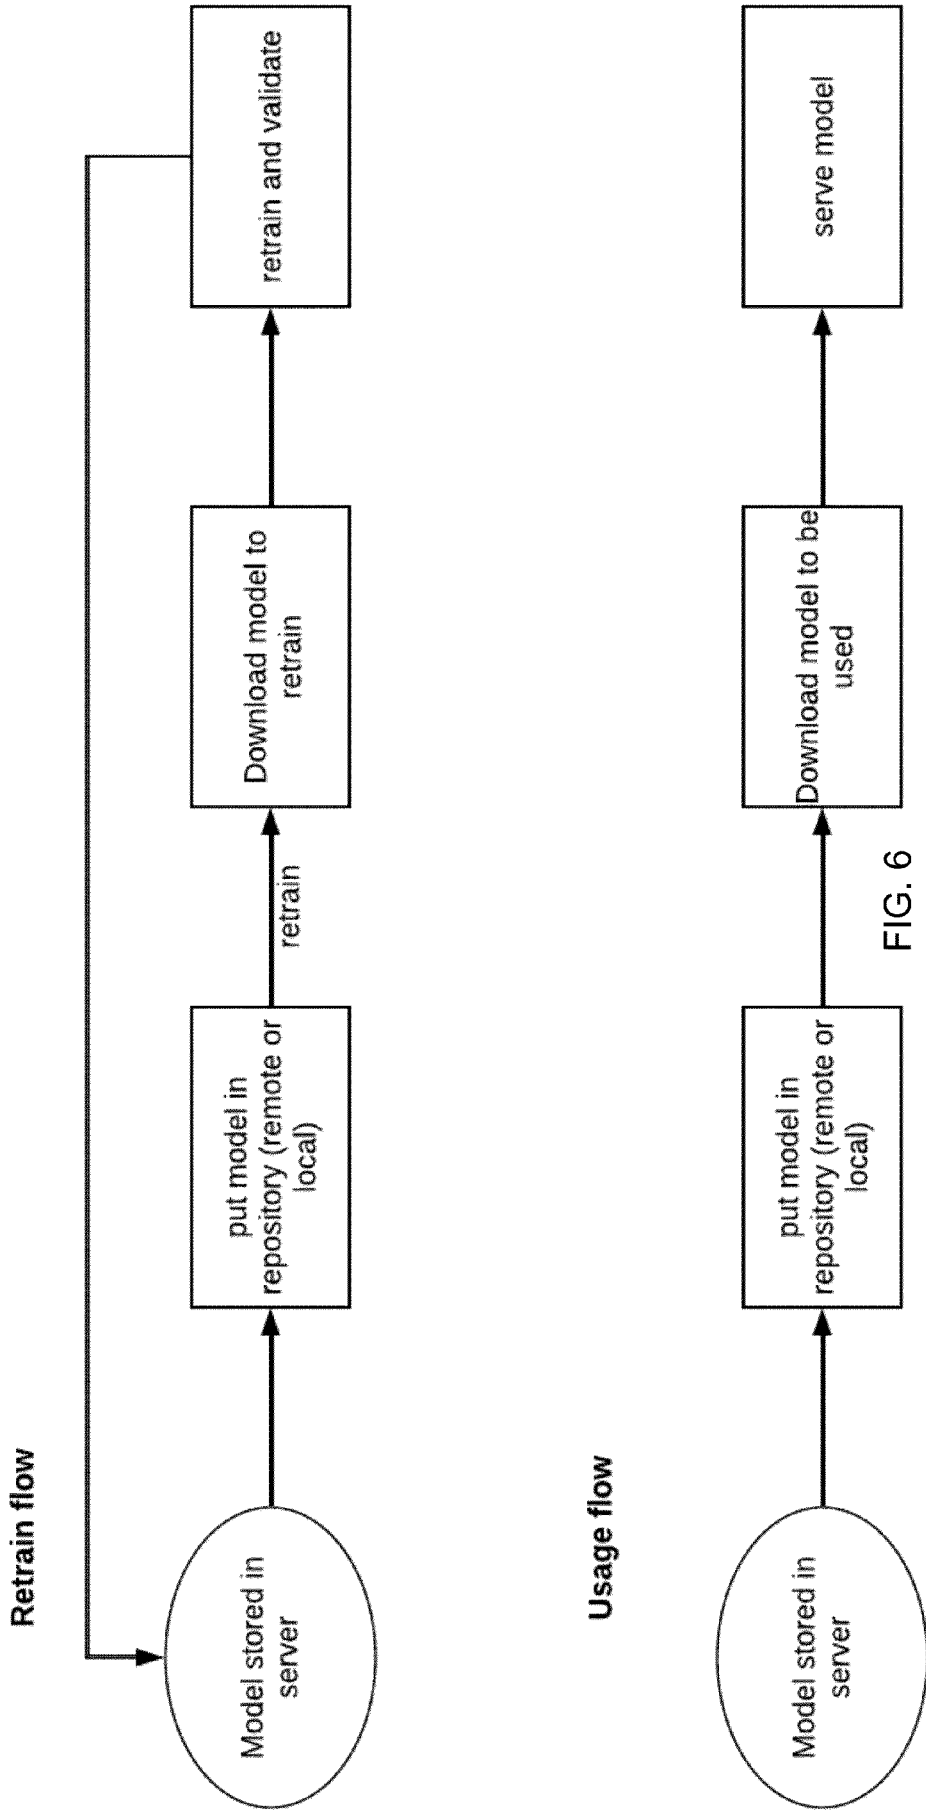 Retrain flow
Model stored in
server
put model in
repository (remote or
local)
retrain
Download model to
retrain
retrain and validate
Usage flow
Model stored in
server
put model in
repository (remote or
local)
Download model to be
used
serve model
FIG. 6